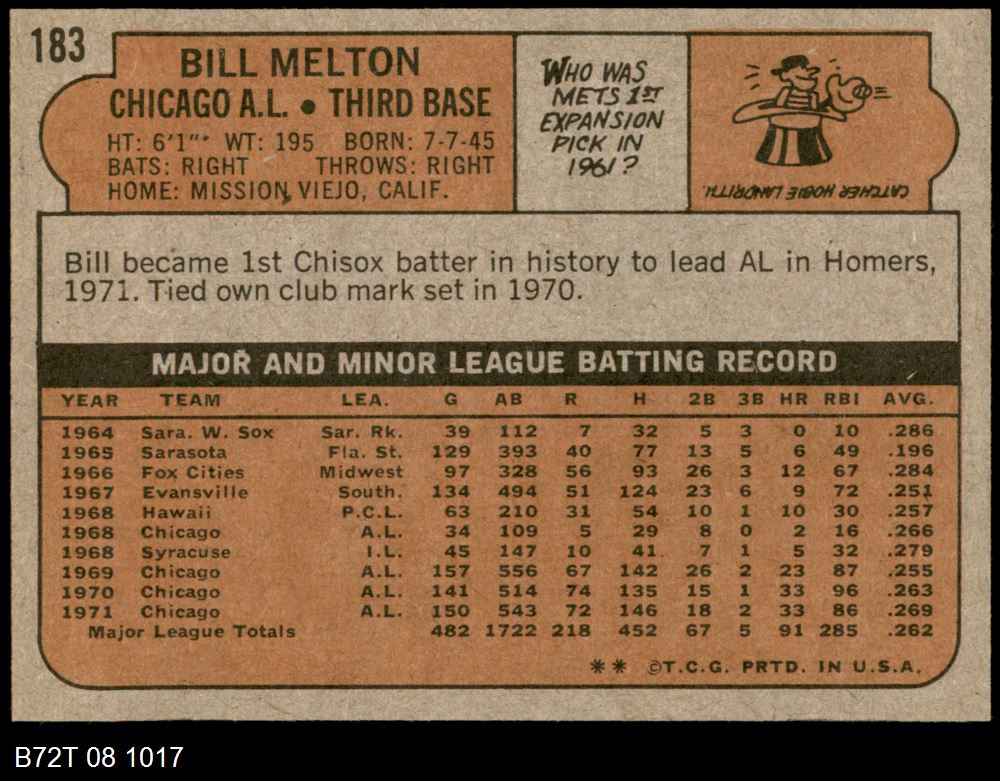 183
BILL MELTON
CHICAGO A.L. • THIRD BASE
HT: 6'1" WT: 195 BORN: 7-7-45
BATS: RIGHT THROWS: RIGHT
HOME: MISSION VIEJO, CALIF.
WHO WAS
METS 1ST
EXPANSION
PICK IN
1961?
CATCHER HOBIE LANDRITH.
Bill became 1st Chisox batter in history to lead AL in Homers,
1971. Tied own club mark set in 1970.
MAJOR AND MINOR LEAGUE BATTING RECORD
YEAR TEAM LEA. G AB R H 2B 3B HR RBI AVG.
1964 Sara. W. Sox Sar. Rk. 39 112 7 32 5 3 0 10 .286
1965 Sarasota Fla. St. 129 393 40 77 13 5 6 49 .196
1966 Fox Cities Midwest 97 328 56 93 26 3 12 67 .284
1967 Evansville South. 134 494 51 124 23 6 9 72 .251
1968 Hawaii P.C.L. 63 210 31 54 10 1 10 30 .257
1968 Chicago A.L. 34 109 5 29 8 0 2 16 .266
1968 Syracuse I.L. 45 147 10 41 7 1 5 32 .279
1969 Chicago A.L. 157 556 67 142 26 2 23 87 .255
1970 Chicago A.L. 141 514 74 135 15 1 33 96 .263
1971 Chicago A.L. 150 543 72 146 18 2 33 86 .269
Major League Totals 482 1722 218 452 67 5 91 285 .262
** ©T.C.G. PRTD. IN U.S.A.
B72T 08 1017